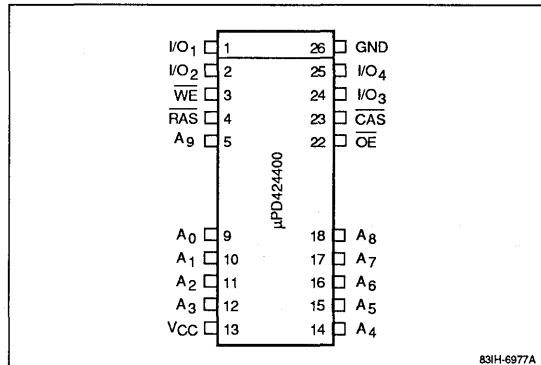 I/O1 1 26 GND
I/O2 2 25 I/O4
WE 3 24 I/O3
RAS 4 23 CAS
A9 5 22 OE
µPD424400
A0 9 18 A8
A1 10 17 A7
A2 11 16 A6
A3 12 15 A5
VCC 13 14 A4
83IH-6977A